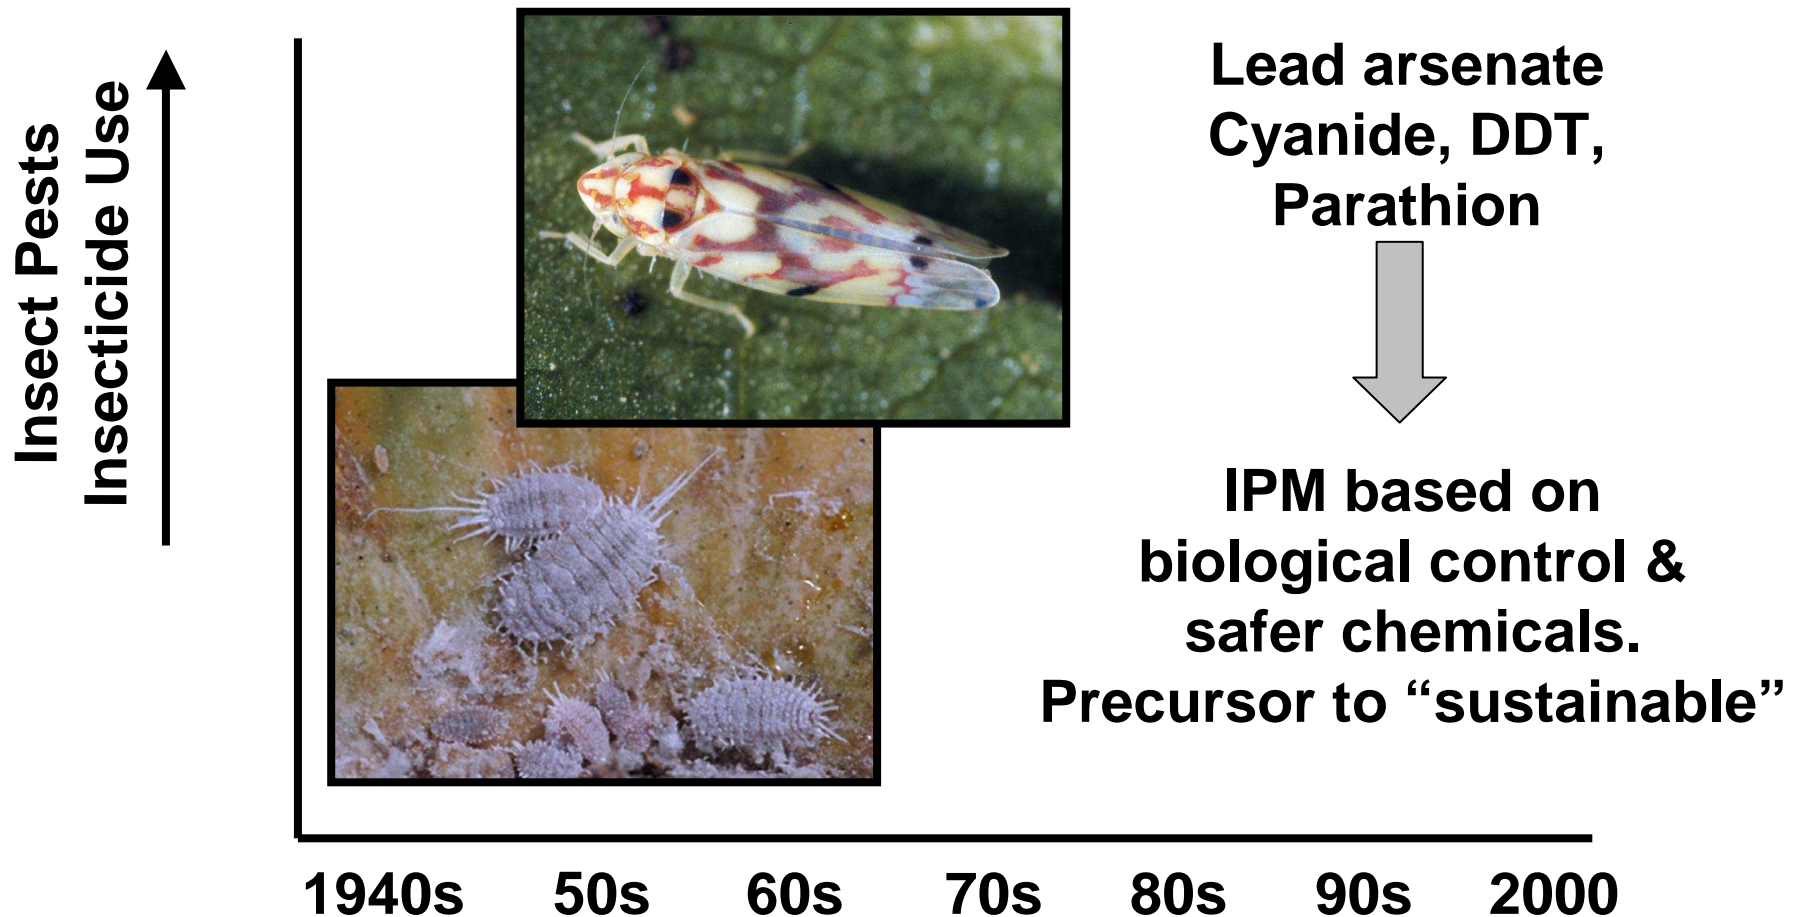 Insect Pests
Insecticide Use
Lead arsenate
Cyanide, DDT,
Parathion
IPM based on
biological control &
safer chemicals.
Precursor to “sustainable”
1940s 50s 60s 70s 80s 90s 2000